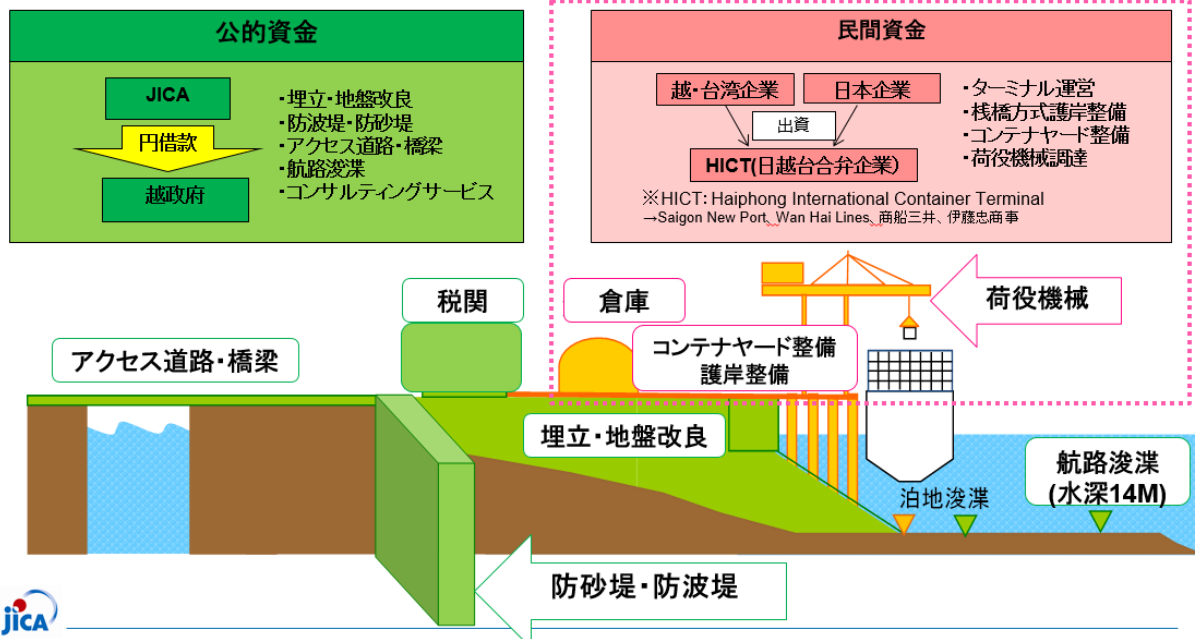 公的資金
JICA
円借款
越政府
・埋立・地盤改良
・防波堤・防砂堤
・アクセス道路・橋梁
・航路浚渫
・コンサルティングサービス
民間資金
越・台湾企業
日本企業
出資
HICT(日越台合弁企業)
・ターミナル運営
・桟橋方式護岸整備
・コンテナヤード整備
・荷役機械調達
※HICT: Haiphong International Container Terminal
→Saigon New Port、Wan Hai Lines、商船三井、伊藤忠商事
税関
倉庫
荷役機械
アクセス道路・橋梁
コンテナヤード整備
護岸整備
埋立・地盤改良
泊地浚渫
航路浚渫
(水深14M)
防砂堤・防波堤
JICA